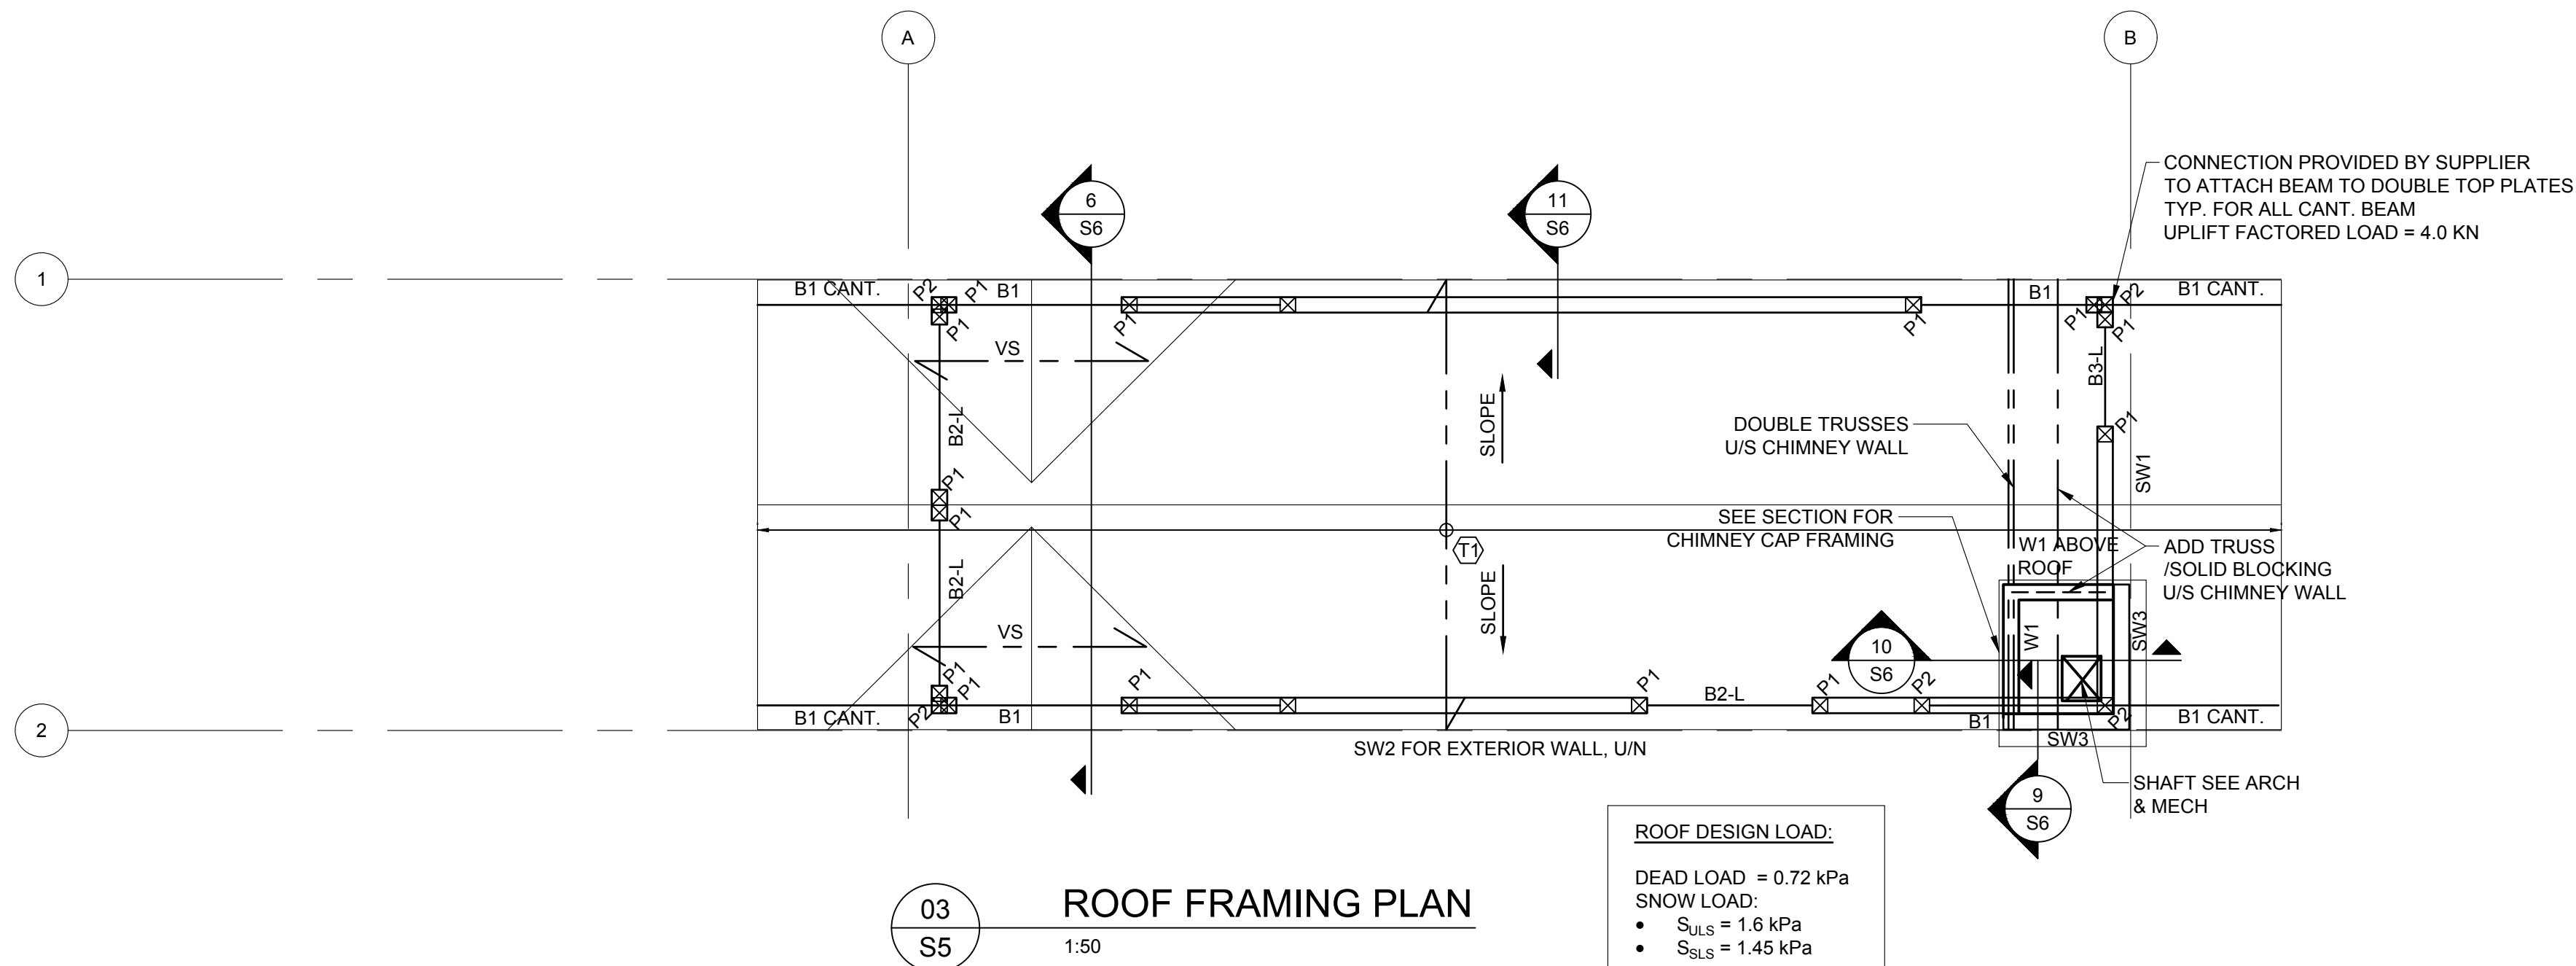 A
B
CONNECTION PROVIDED BY SUPPLIER
TO ATTACH BEAM TO DOUBLE TOP PLATES
TYP. FOR ALL CANT. BEAM
UPLIFT FACTORED LOAD = 4.0 KN
6
S6
11
S6
1
B1 CANT.
P2
P1
B1
B1
P1
P2
B1 CANT.
P1
P1
P1
P1
VS
B3-L
SLOPE
B2-L
P1
DOUBLE TRUSSES
U/S CHIMNEY WALL
SW1
P1
P1
SEE SECTION FOR
CHIMNEY CAP FRAMING
T1
W1 ABOVE
ROOF
ADD TRUSS
/SOLID BLOCKING
U/S CHIMNEY WALL
B2-L
SLOPE
VS
10
S6
W1
SW3
P1
P1
P1
P1
B2-L
P1
P2
P2
B1 CANT.
B1
B1
P2
B1 CANT.
2
SW2 FOR EXTERIOR WALL, U/N
SW3
SHAFT SEE ARCH
& MECH
9
S6
ROOF DESIGN LOAD:
DEAD LOAD = 0.72 kPa
SNOW LOAD:
• SULS = 1.6 kPa
• SSLS = 1.45 kPa
03
S5
ROOF FRAMING PLAN
1:50